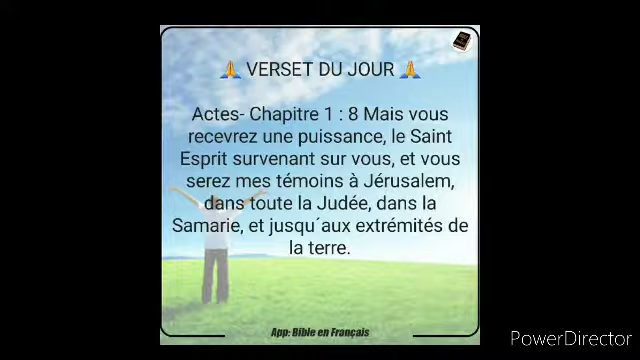 🙏 VERSET DU JOUR 🙏
Actes- Chapitre 1 : 8 Mais vous
recevrez une puissance, le Saint
Esprit survenant sur vous, et vous
serez mes témoins à Jérusalem,
dans toute la Judée, dans la
Samarie, et jusqu´aux extrémités de
la terre.
App: Bible en Français
PowerDirector